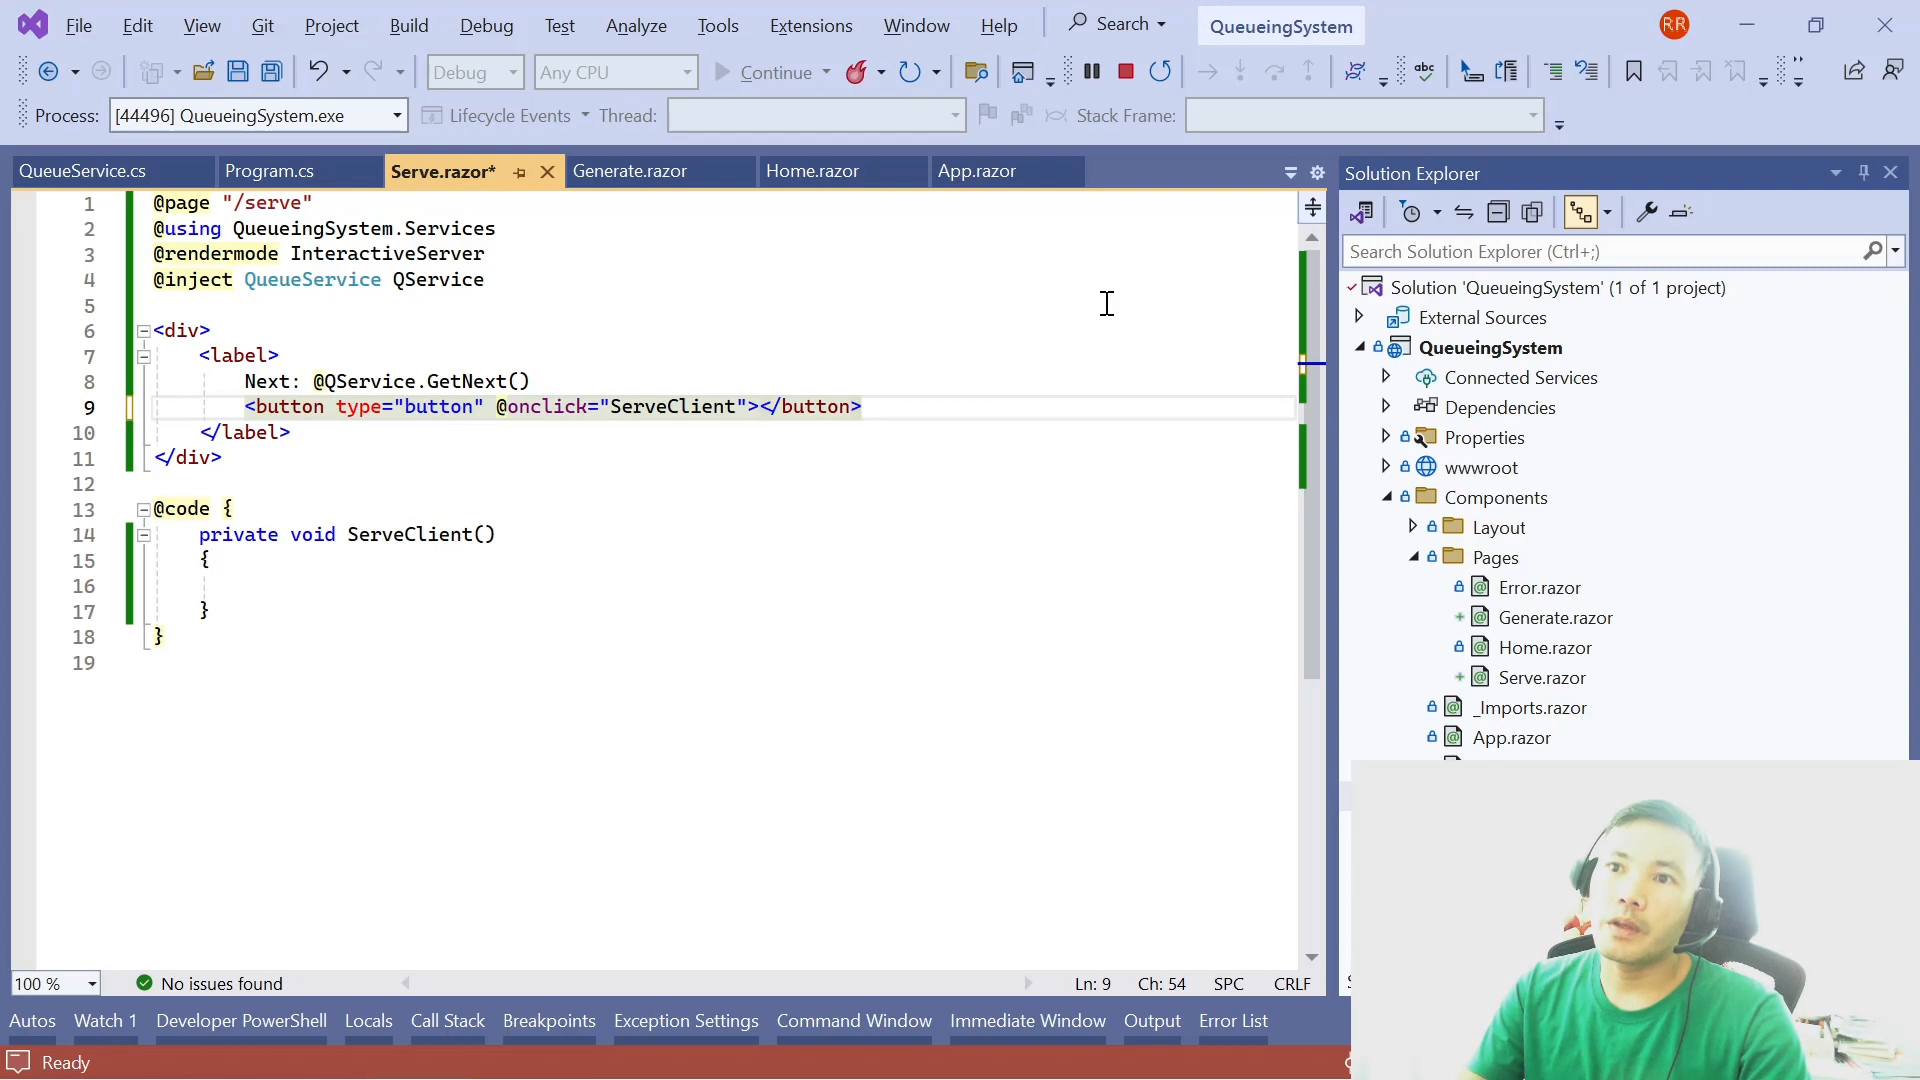 File Edit View Git Project Build Debug Test Analyze Tools Extensions Window Help Search QueueingSystem RR
Debug Any CPU Continue
Process: [44496] QueueingSystem.exe Lifecycle Events Thread: Stack Frame:
QueueService.cs Program.cs Serve.razor* Generate.razor Home.razor App.razor
1 @page "/serve"
2 @using QueueingSystem.Services
3 @rendermode InteractiveServer
4 @inject QueueService QService
5
6 <div>
7 <label>
8 Next: @QService.GetNext()
9 <button type="button" @onclick="ServeClient"></button>
10 </label>
11 </div>
12
13 @code {
14 private void ServeClient()
15 {
16
17 }
18 }
19
100 % No issues found Ln: 9 Ch: 54 SPC CRLF
Solution Explorer
Search Solution Explorer (Ctrl+;)
Solution 'QueueingSystem' (1 of 1 project)
External Sources
QueueingSystem
Connected Services
Dependencies
Properties
wwwroot
Components
Layout
Pages
Error.razor
Generate.razor
Home.razor
Serve.razor
_Imports.razor
App.razor
Autos Watch 1 Developer PowerShell Locals Call Stack Breakpoints Exception Settings Command Window Immediate Window Output Error List
Ready